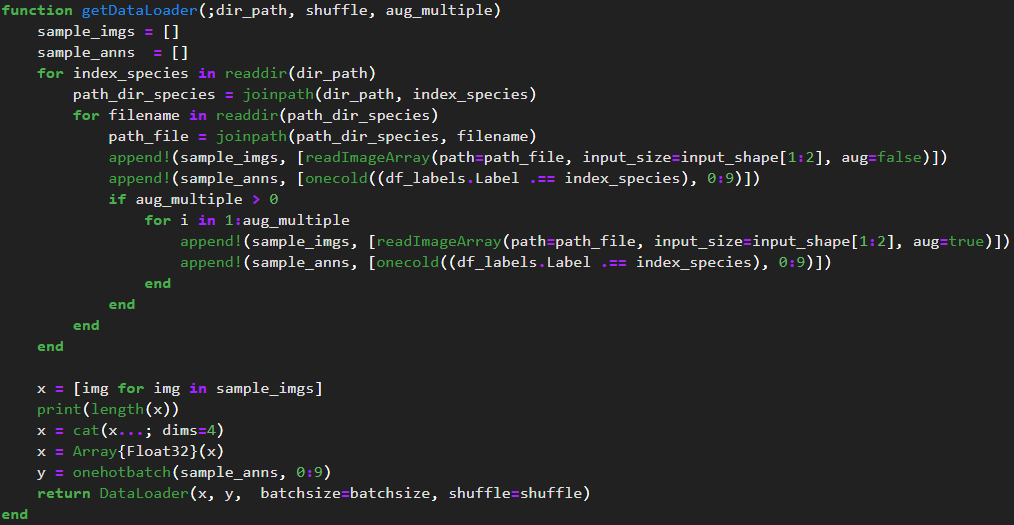 function getDataLoader(;dir_path, shuffle, aug_multiple)
    sample_imgs = []
    sample_anns  = []
    for index_species in readdir(dir_path)
        path_dir_species = joinpath(dir_path, index_species)
        for filename in readdir(path_dir_species)
            path_file = joinpath(path_dir_species, filename)
            append!(sample_imgs, [readImageArray(path=path_file, input_size=input_shape[1:2], aug=false)])
            append!(sample_anns, [onecold((df_labels.Label .== index_species), 0:9)])
            if aug_multiple > 0
                for i in 1:aug_multiple
                    append!(sample_imgs, [readImageArray(path=path_file, input_size=input_shape[1:2], aug=true)])
                    append!(sample_anns, [onecold((df_labels.Label .== index_species), 0:9)])
                end
            end
        end
    end

    x = [img for img in sample_imgs]
    print(length(x))
    x = cat(x...; dims=4)
    x = Array{Float32}(x)
    y = onehotbatch(sample_anns, 0:9)
    return DataLoader(x, y,  batchsize=batchsize, shuffle=shuffle)
end